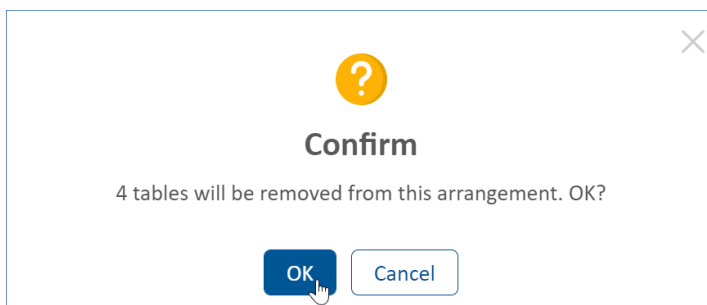 ?
Confirm
4 tables will be removed from this arrangement. OK?
OK
Cancel